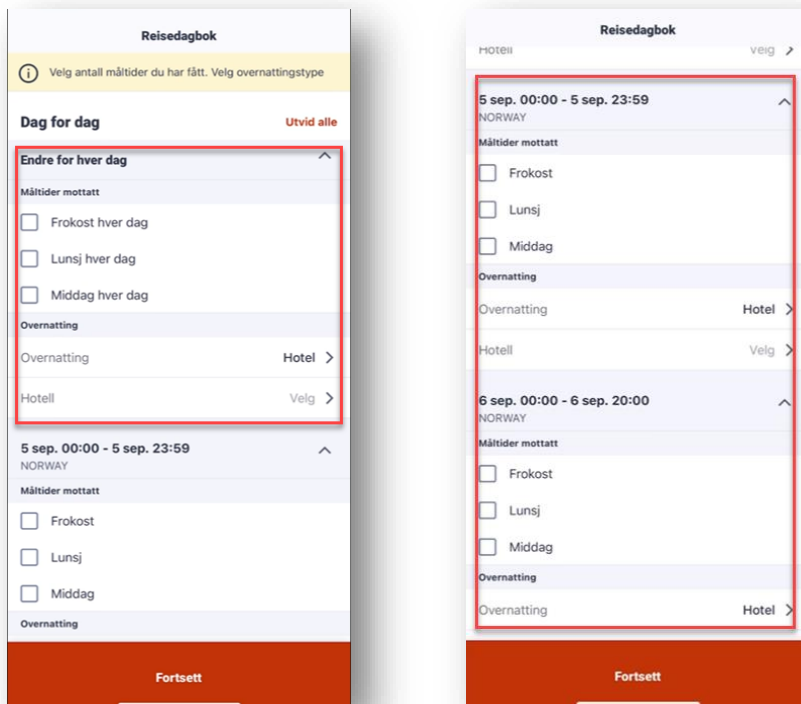 Reisedagbok
Velg antall måltider du har fått. Velg overnattingstype
Dag for dag Utvid alle
Endre for hver dag
Måltider mottatt
Frokost hver dag
Lunsj hver dag
Middag hver dag
Overnatting
Overnatting Hotel
Hotell Velg
5 sep. 00:00 - 5 sep. 23:59
NORWAY
Måltider mottatt
Frokost
Lunsj
Middag
Overnatting
Fortsett
Reisedagbok
Hotell Velg
5 sep. 00:00 - 5 sep. 23:59
NORWAY
Måltider mottatt
Frokost
Lunsj
Middag
Overnatting
Overnatting Hotel
Hotell Velg
6 sep. 00:00 - 6 sep. 20:00
NORWAY
Måltider mottatt
Frokost
Lunsj
Middag
Overnatting
Overnatting Hotel
Fortsett